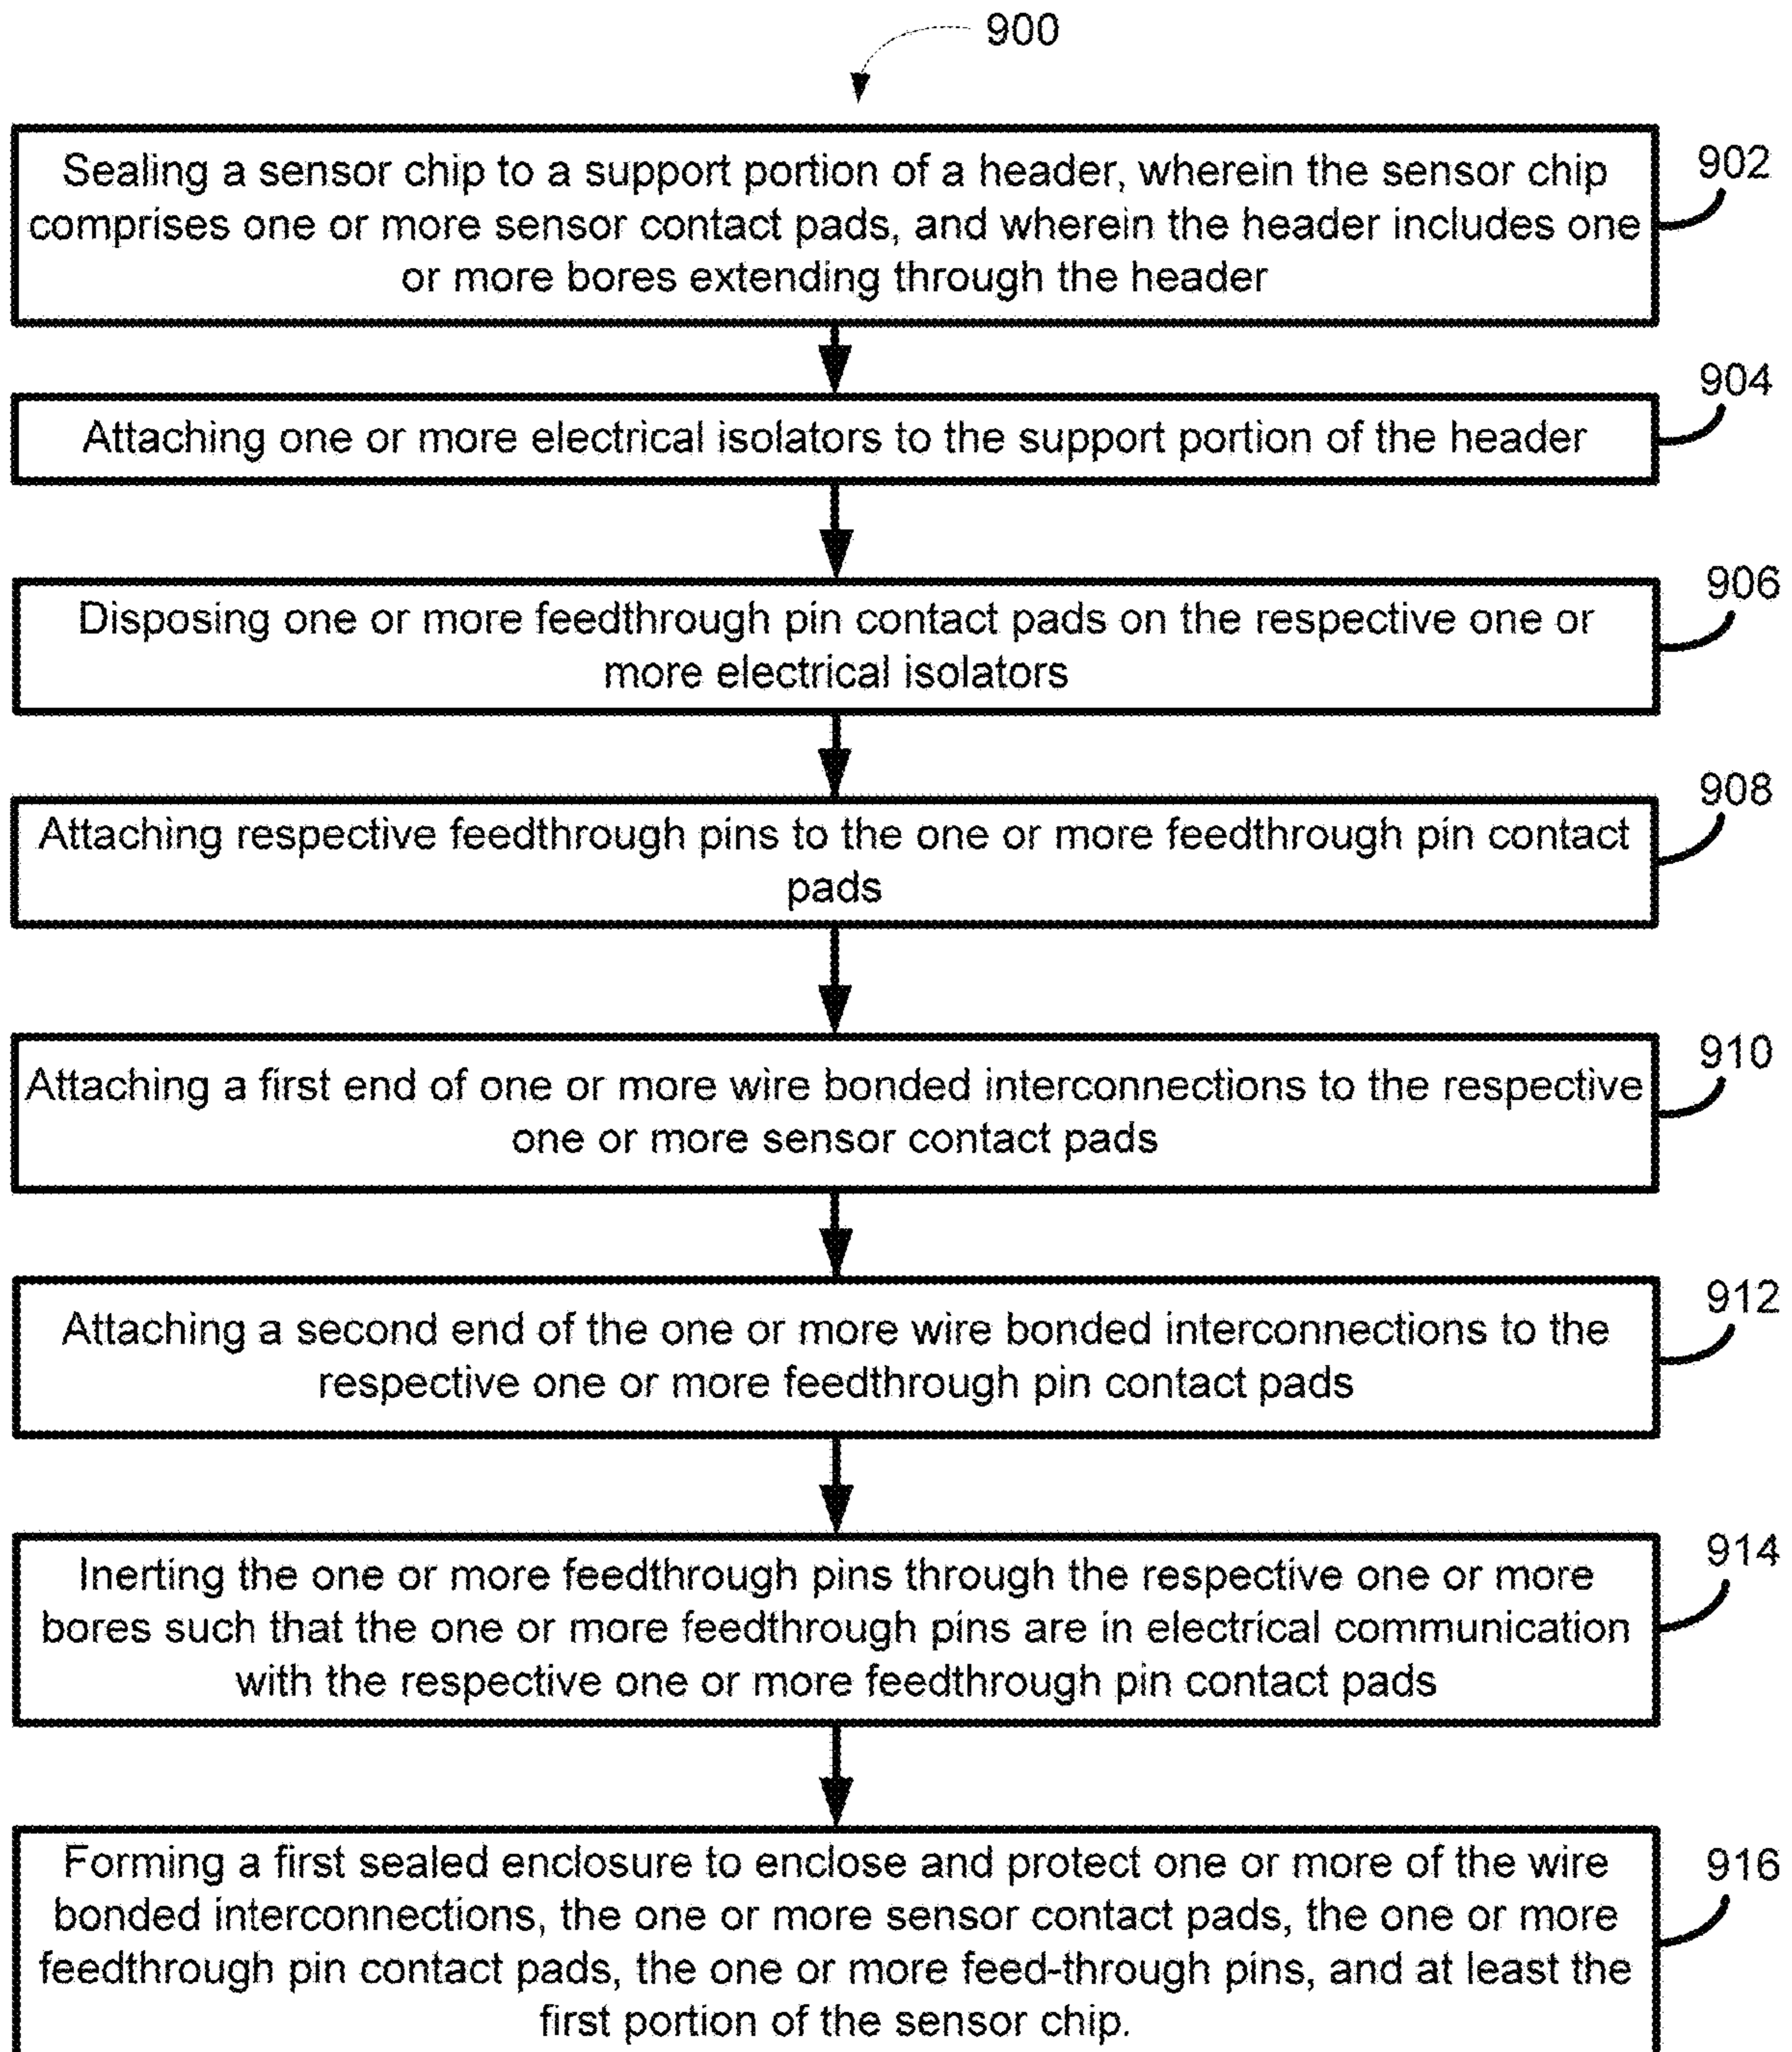 900
Sealing a sensor chip to a support portion of a header, wherein the sensor chip
comprises one or more sensor contact pads, and wherein the header includes one
or more bores extending through the header
902
Attaching one or more electrical isolators to the support portion of the header
904
Disposing one or more feedthrough pin contact pads on the respective one or
more electrical isolators
906
Attaching respective feedthrough pins to the one or more feedthrough pin contact
pads
908
Attaching a first end of one or more wire bonded interconnections to the respective
one or more sensor contact pads
910
Attaching a second end of the one or more wire bonded interconnections to the
respective one or more feedthrough pin contact pads
912
Inerting the one or more feedthrough pins through the respective one or more
bores such that the one or more feedthrough pins are in electrical communication
with the respective one or more feedthrough pin contact pads
914
Forming a first sealed enclosure to enclose and protect one or more of the wire
bonded interconnections, the one or more sensor contact pads, the one or more
feedthrough pin contact pads, the one or more feed-through pins, and at least the
first portion of the sensor chip.
916